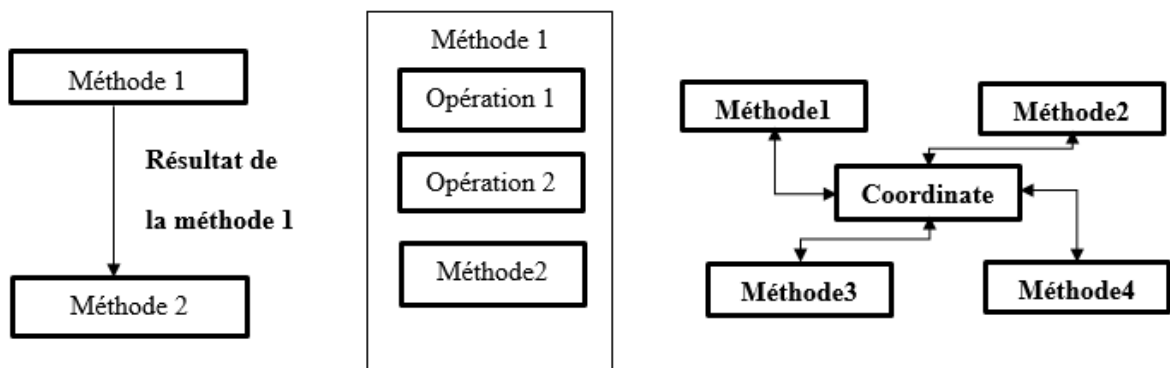 Méthode 1
Résultat de
la méthode 1
Méthode 2
Méthode 1
Opération 1
Opération 2
Méthode2
Méthode1
Méthode2
Coordinate
Méthode3
Méthode4